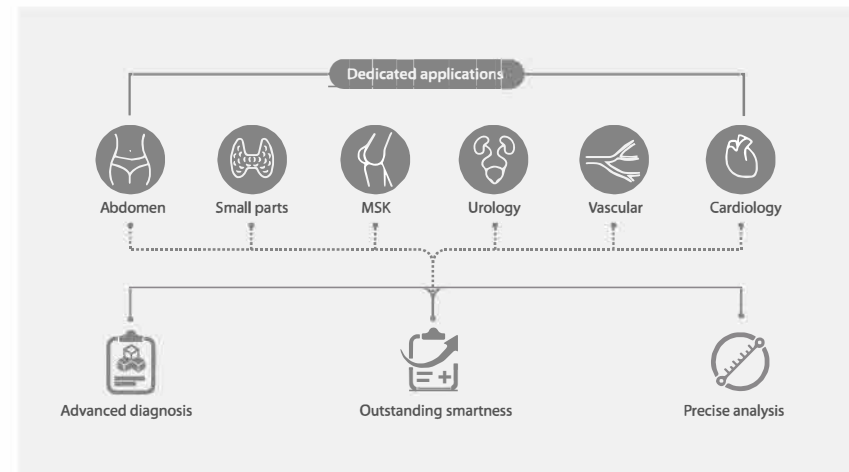 Dedicated applications
Abdomen
Small parts
MSK
Urology
Vascular
Cardiology
Advanced diagnosis
Outstanding smartness
Precise analysis